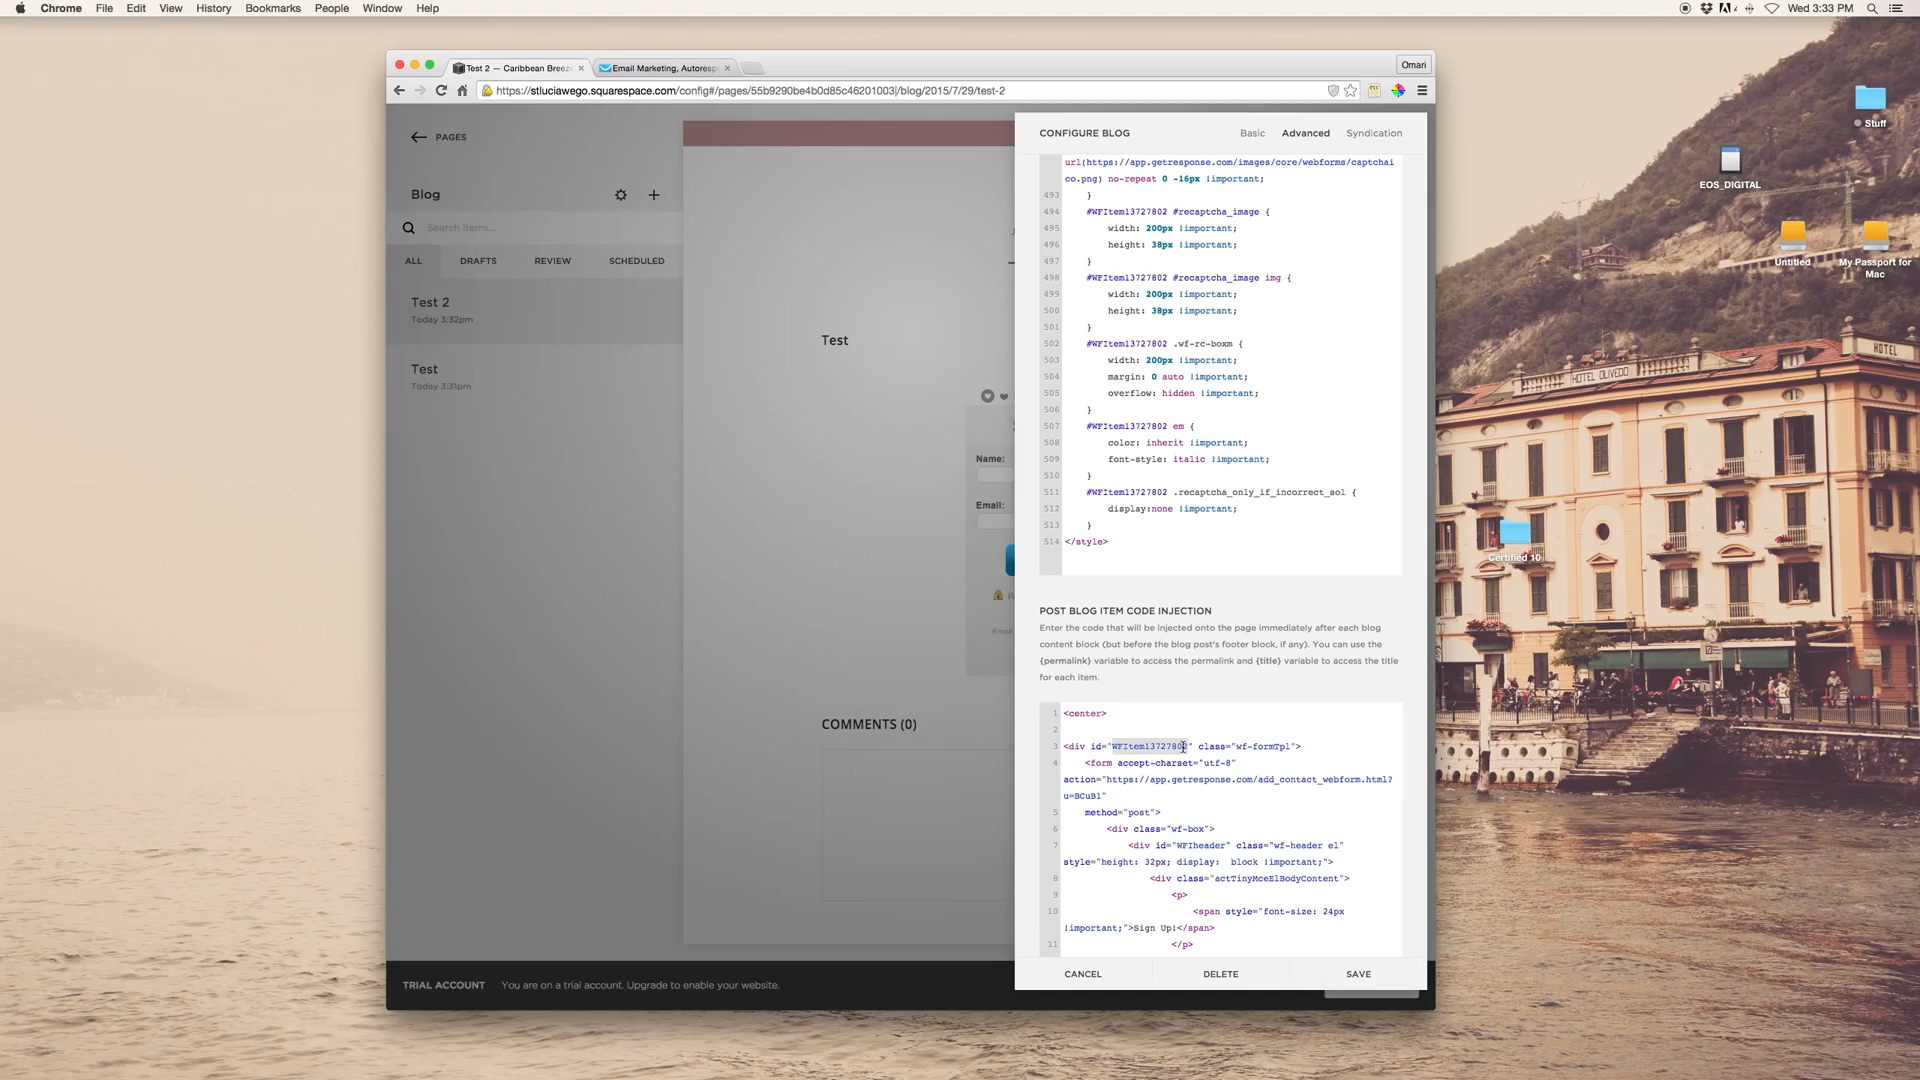 Chrome File Edit View History Bookmarks People Window Help
4 Wed 3:33 PM
Test 2 — Caribbean Breez
Email Marketing, Autoresp
Omari
https://stluciawego.squarespace.com/config#/pages/55b9290be4b0d85c46201003|/blog/2015/7/29/test-2
PAGES
Blog
Search items...
ALL DRAFTS REVIEW SCHEDULED
Test 2
Today 3:32pm
Test
Today 3:31pm
Test
Name:
Email:
Email
COMMENTS (0)
TRIAL ACCOUNT You are on a trial account. Upgrade to enable your website.
CONFIGURE BLOG Basic Advanced Syndication
url(https://app.getresponse.com/images/core/webforms/captchai
co.png) no-repeat 0 -16px !important;
493 }
494 #WFItem13727802 #recaptcha_image {
495 width: 200px !important;
496 height: 38px !important;
497 }
498 #WFItem13727802 #recaptcha_image img {
499 width: 200px !important;
500 height: 38px !important;
501 }
502 #WFItem13727802 .wf-rc-boxm {
503 width: 200px !important;
504 margin: 0 auto !important;
505 overflow: hidden !important;
506 }
507 #WFItem13727802 em {
508 color: inherit !important;
509 font-style: italic !important;
510 }
511 #WFItem13727802 .recaptcha_only_if_incorrect_sol {
512 display:none !important;
513 }
514 </style>
POST BLOG ITEM CODE INJECTION
Enter the code that will be injected onto the page immediately after each blog
content block (but before the blog post's footer block, if any). You can use the
{permalink} variable to access the permalink and {title} variable to access the title
for each item.
1 <center>
2
3 <div id="WFItem13727802" class="wf-formTpl">
4 <form accept-charset="utf-8"
action="https://app.getresponse.com/add_contact_webform.html?
u=BCuB1"
5 method="post">
6 <div class="wf-box">
7 <div id="WFIheader" class="wf-header el"
style="height: 32px; display:  block !important;">
8 <div class="actTinyMceElBodyContent">
9 <p>
10 <span style="font-size: 24px
!important;">Sign Up!</span>
11 </p>
CANCEL DELETE SAVE
Stuff
EOS_DIGITAL
Untitled
My Passport for
Mac
Certified 10
HOTEL
HOTEL OLIVEDO